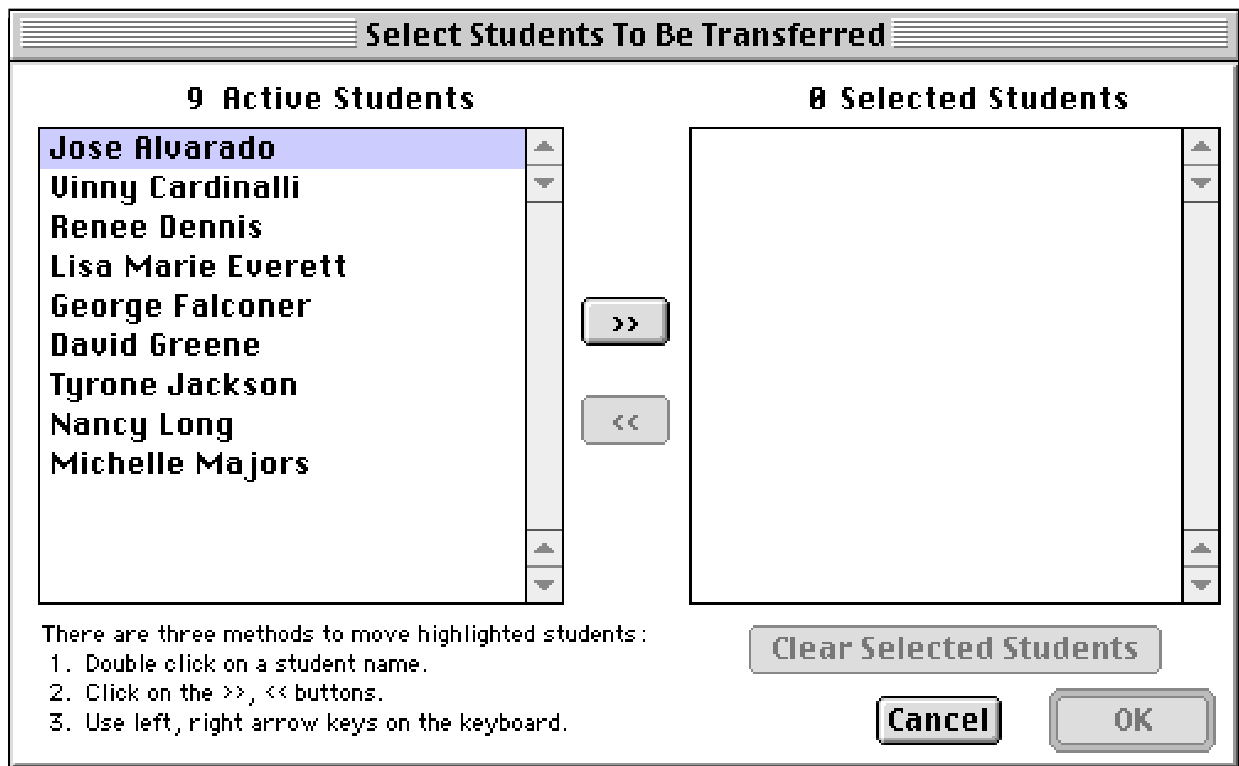 Select Students To Be Transferred
9 Active Students
0 Selected Students
Jose Alvarado
Vinny Cardinalli
Renee Dennis
Lisa Marie Everett
George Falconer
David Greene
Tyrone Jackson
Nancy Long
Michelle Majors
>>
<<
There are three methods to move highlighted students:
1. Double click on a student name.
2. Click on the >>, << buttons.
3. Use left, right arrow keys on the keyboard.
Clear Selected Students
Cancel
OK